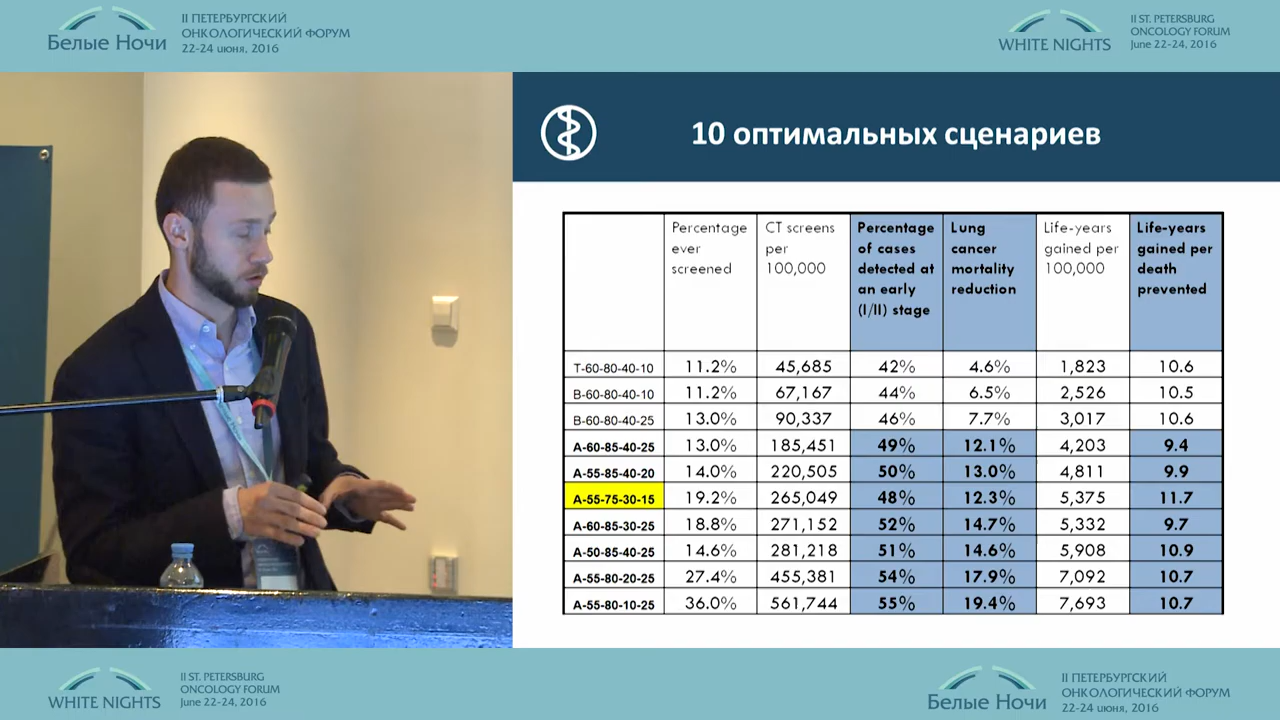 Белые Ночи
II ПЕТЕРБУРГСКИЙ
ОНКОЛОГИЧЕСКИЙ ФОРУМ
22-24 июня, 2016
WHITE NIGHTS
II ST. PETERSBURG
ONCOLOGY FORUM
June 22-24, 2016
10 оптимальных сценариев
Percentage ever screened | CT screens per 100,000 | Percentage of cases detected at an early (I/II) stage | Lung cancer mortality reduction | Life-years gained per 100,000 | Life-years gained per death prevented
T-60-80-40-10 11.2% 45,685 42% 4.6% 1,823 10.6
B-60-80-40-10 11.2% 67,167 44% 6.5% 2,526 10.5
B-60-80-40-25 13.0% 90,337 46% 7.7% 3,017 10.6
A-60-85-40-25 13.0% 185,451 49% 12.1% 4,203 9.4
A-55-85-40-20 14.0% 220,505 50% 13.0% 4,811 9.9
A-55-75-30-15 19.2% 265,049 48% 12.3% 5,375 11.7
A-60-85-30-25 18.8% 271,152 52% 14.7% 5,332 9.7
A-50-85-40-25 14.6% 281,218 51% 14.6% 5,908 10.9
A-55-80-20-25 27.4% 455,381 54% 17.9% 7,092 10.7
A-55-80-10-25 36.0% 561,744 55% 19.4% 7,693 10.7
WHITE NIGHTS
II ST. PETERSBURG
ONCOLOGY FORUM
June 22-24, 2016
Белые Ночи
II ПЕТЕРБУРГСКИЙ
ОНКОЛОГИЧЕСКИЙ ФОРУМ
22-24 июня, 2016